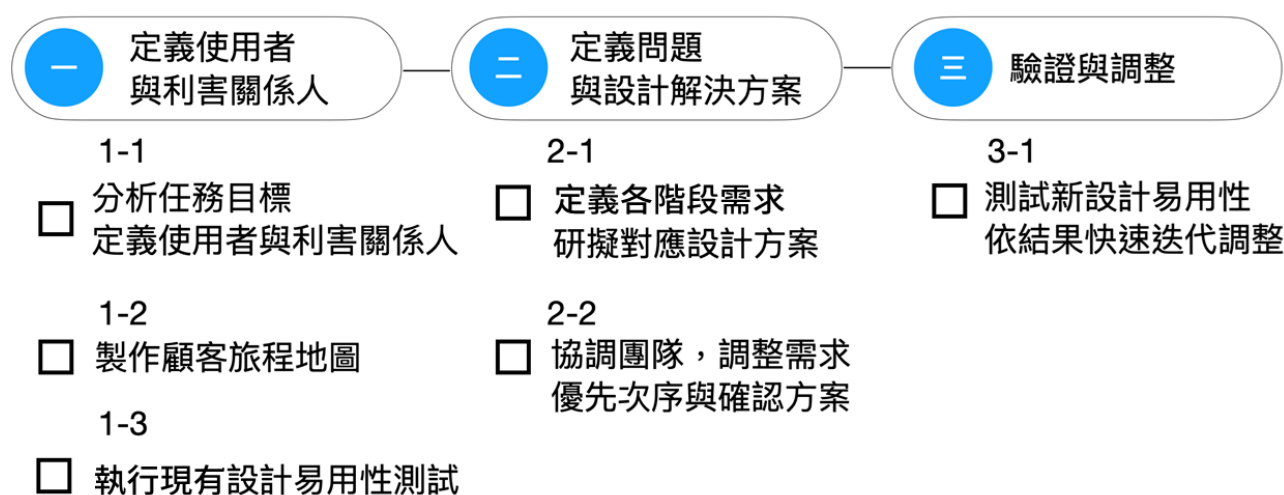 一
定義使用者
與利害關係人
二
定義問題
與設計解決方案
三
驗證與調整
1-1
分析任務目標
定義使用者與利害關係人
1-2
製作顧客旅程地圖
1-3
執行現有設計易用性測試
2-1
定義各階段需求
研擬對應設計方案
2-2
協調團隊，調整需求
優先次序與確認方案
3-1
測試新設計易用性
依結果快速迭代調整